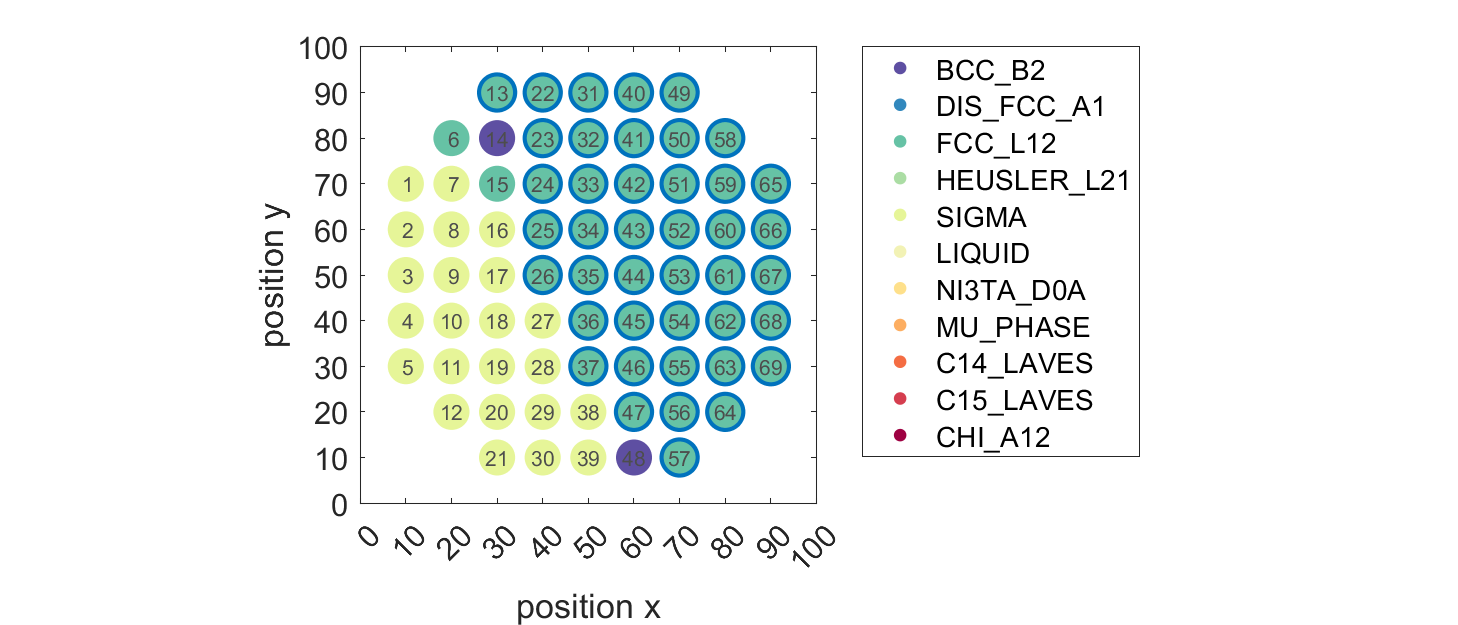 100
90
80
70
60
50
40
30
20
10
0
position y
13 22 31 40 49
6 14 23 32 41 50 58
1 7 15 24 33 42 51 59 65
2 8 16 25 34 43 52 60 66
3 9 17 26 35 44 53 61 67
4 10 18 27 36 45 54 62 68
5 11 19 28 37 46 55 63 69
12 20 29 38 47 56 64
21 30 39 48 57
0 10 20 30 40 50 60 70 80 90 100
position x
BCC_B2
DIS_FCC_A1
FCC_L12
HEUSLER_L21
SIGMA
LIQUID
NI3TA_D0A
MU_PHASE
C14_LAVES
C15_LAVES
CHI_A12